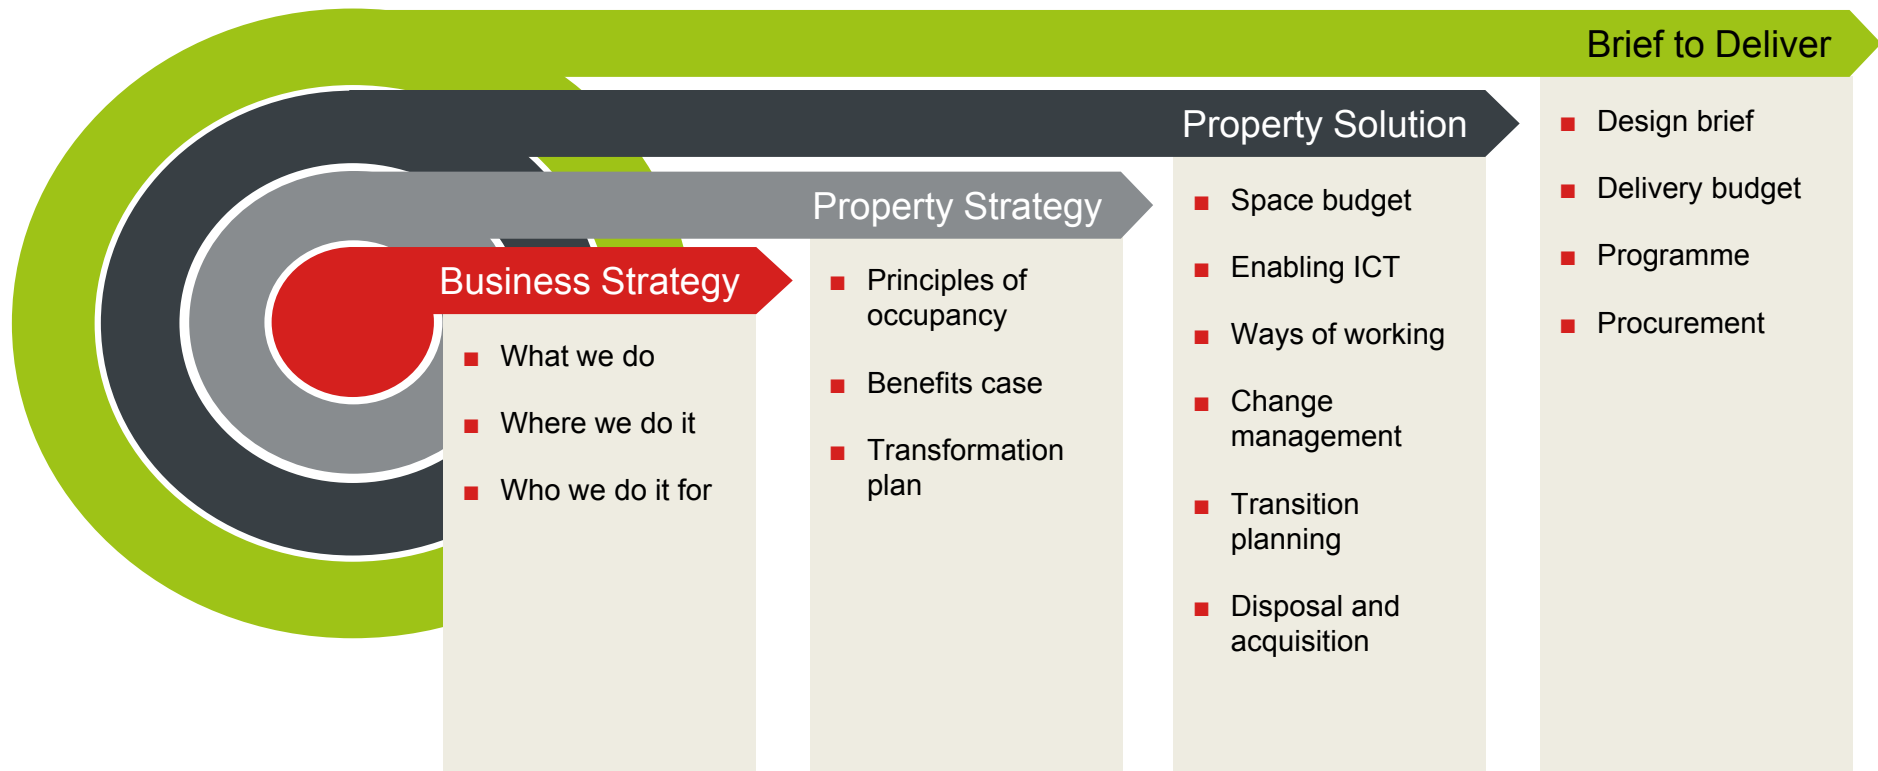 Business Strategy
What we do
Where we do it
Who we do it for
Property Strategy
Principles of
occupancy
Benefits case
Transformation
plan
Property Solution
Space budget
Enabling ICT
Ways of working
Change
management
Transition
planning
Disposal and
acquisition
Brief to Deliver
Design brief
Delivery budget
Programme
Procurement